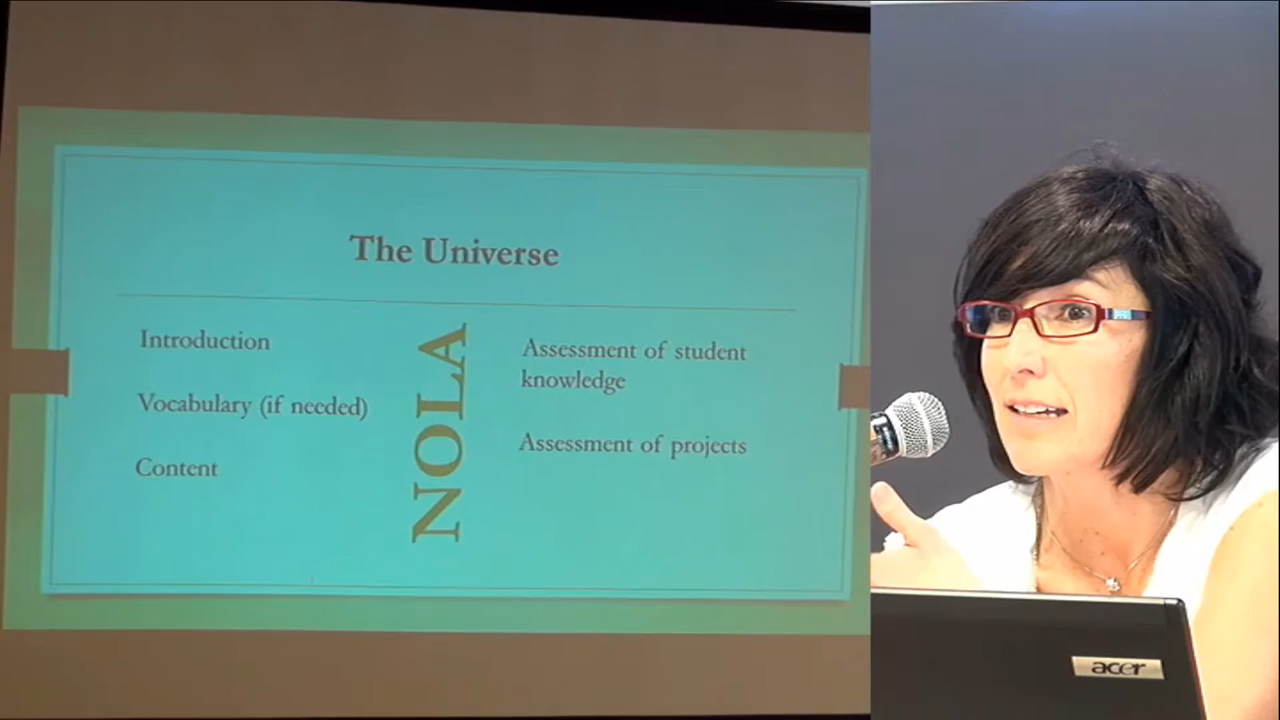 The Universe
Introduction
Vocabulary (if needed)
Content
NOLA
Assessment of student
knowledge
Assessment of projects
acer